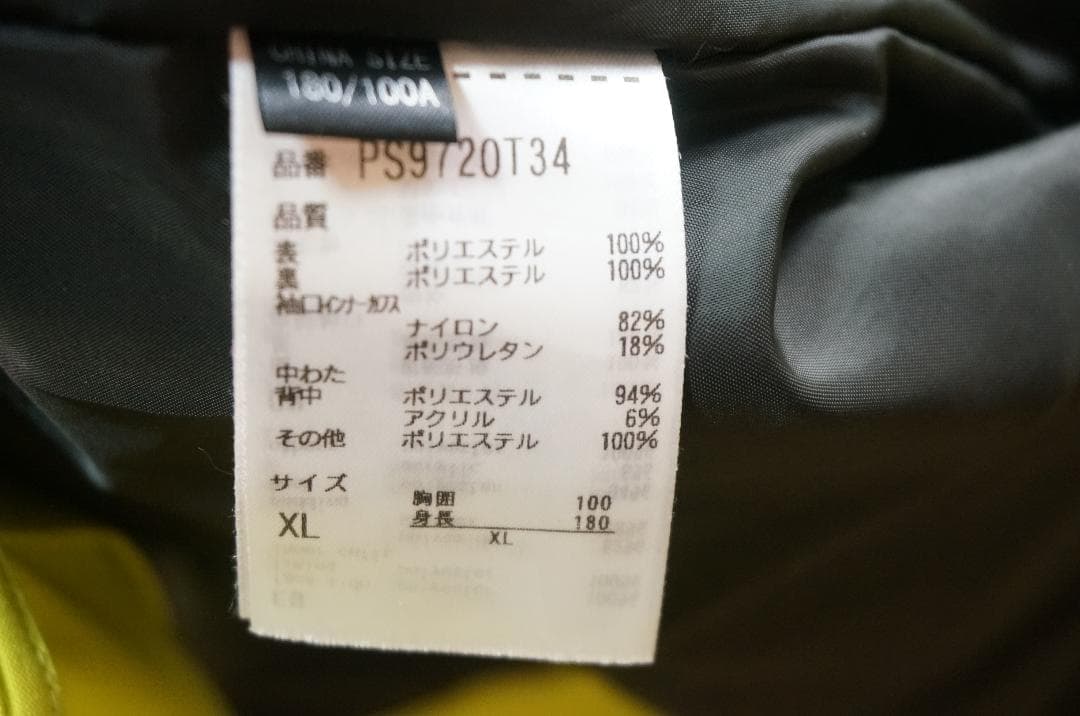 CHINA SIZE
180/100A
品番 PS9720T34
品質
表 ポリエステル 100%
裏 ポリエステル 100%
袖口インナーカフス
ナイロン 82%
ポリウレタン 18%
中わた
背中 ポリエステル 94%
アクリル 6%
その他 ポリエステル 100%
サイズ
胸囲 100
XL 身長 180
XL